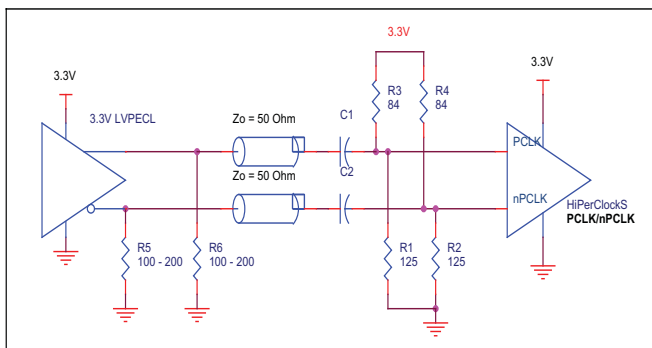 3.3V
3.3V
3.3V
R3
84
R4
84
3.3V LVPECL
Zo = 50 Ohm
C1
PCLK
Zo = 50 Ohm
C2
nPCLK
HiPerClockS
PCLK/nPCLK
R5
100 - 200
R6
100 - 200
R1
125
R2
125